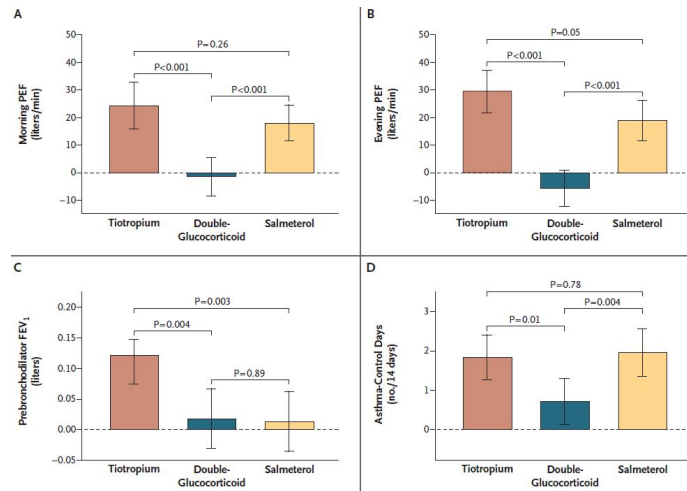 A
Morning PEF
(liters/min)
50
40
30
20
10
0
−10
P=0.26
P<0.001
P<0.001
Tiotropium
Double-
Glucocorticoid
Salmeterol
B
Evening PEF
(liters/min)
50
40
30
20
10
0
−10
P=0.05
P<0.001
P<0.001
Tiotropium
Double-
Glucocorticoid
Salmeterol
C
Prebronchodilator FEV₁
(liters)
0.20
0.15
0.10
0.05
0.00
−0.05
P=0.003
P=0.004
P=0.89
Tiotropium
Double-
Glucocorticoid
Salmeterol
D
Asthma-Control Days
(no./14 days)
3
2
1
0
P=0.78
P=0.01
P=0.004
Tiotropium
Double-
Glucocorticoid
Salmeterol